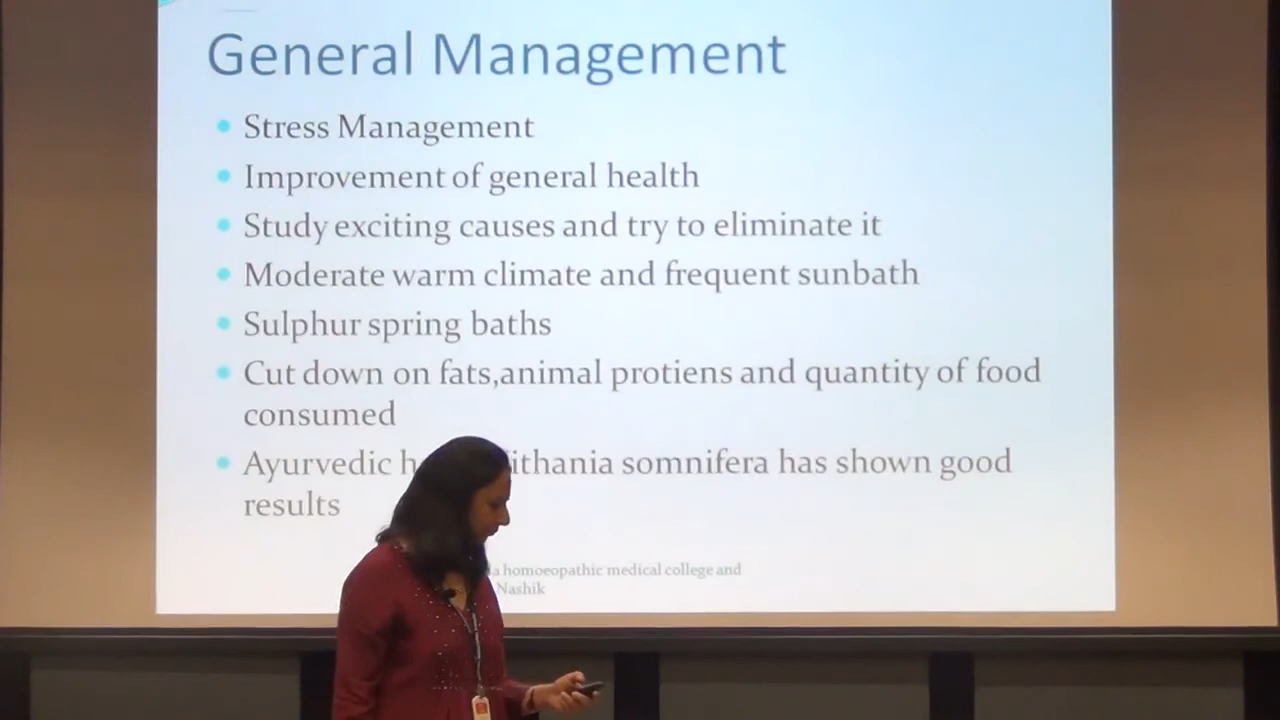 General Management
• Stress Management
• Improvement of general health
• Study exciting causes and try to eliminate it
• Moderate warm climate and frequent sunbath
• Sulphur spring baths
• Cut down on fats,animal protiens and quantity of food
consumed
• Ayurvedic somnifera has shown good
results
homoeopathic medical college and
Nashik